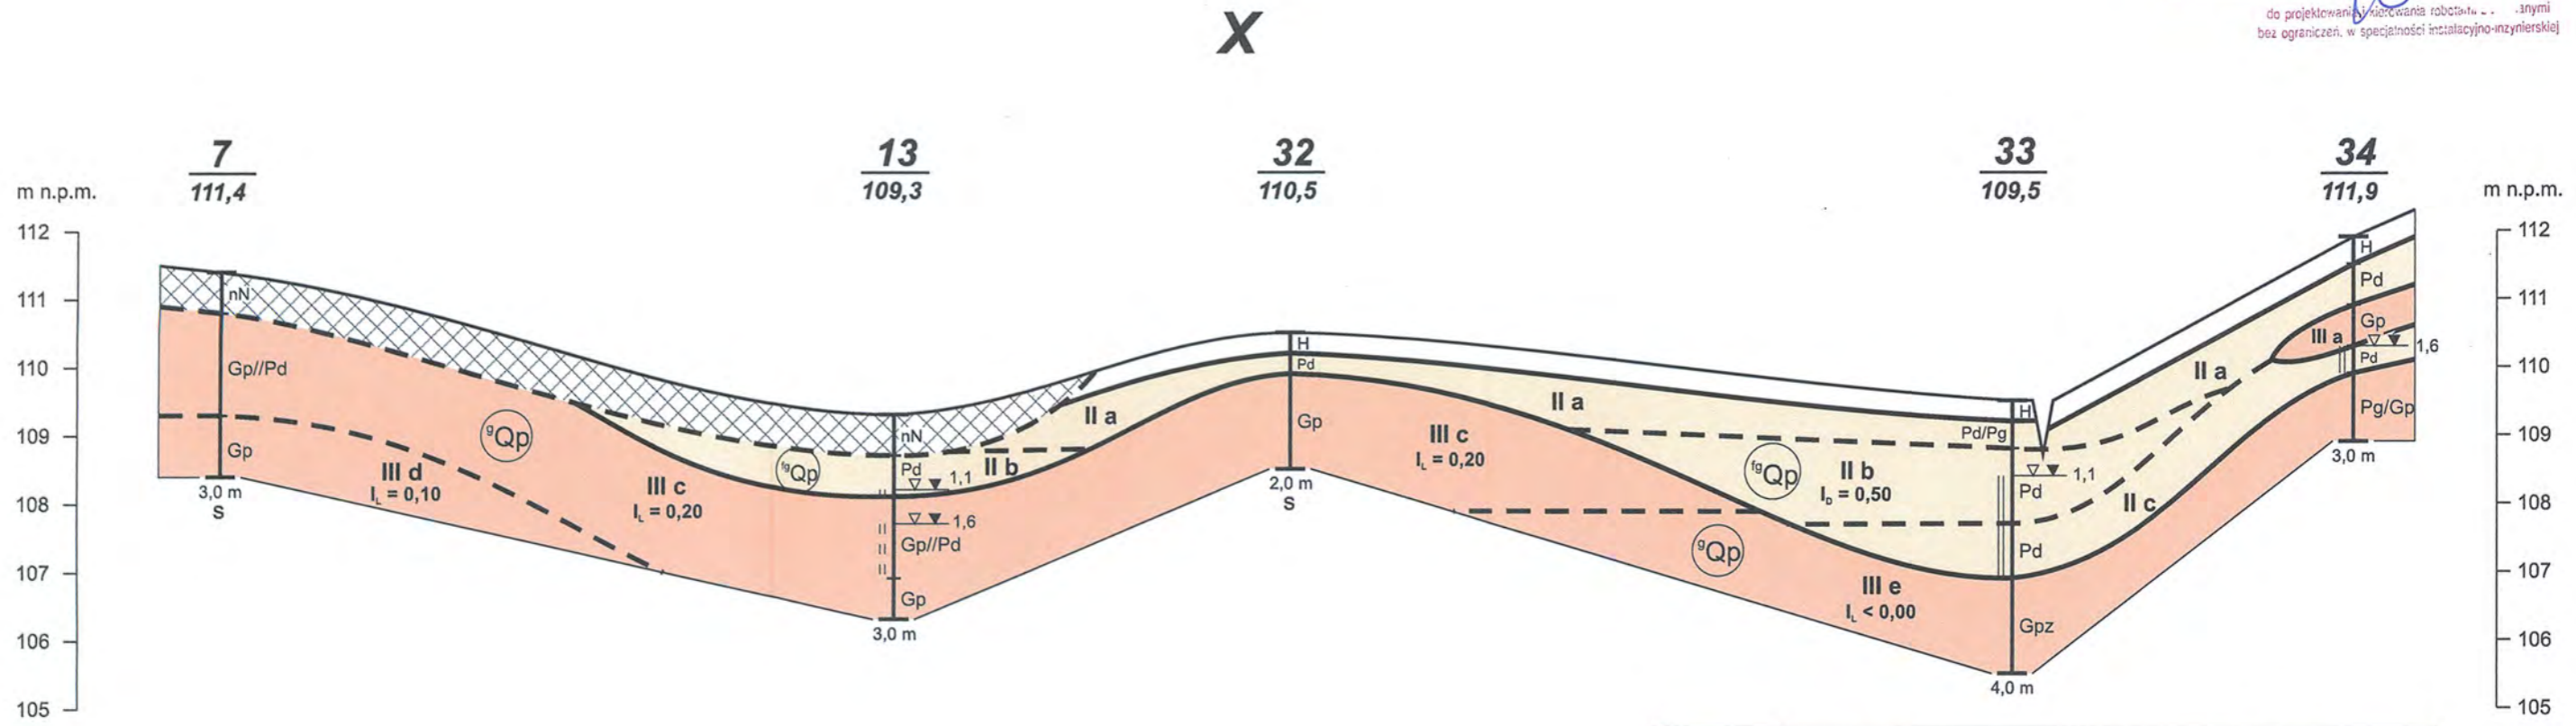 X
do projektowania i kierowania
bez ograniczeń, w specjalności instalacyjno-inżynierskiej
7
111,4
13
109,3
32
110,5
33
109,5
34
111,9
m n.p.m.
m n.p.m.
112
111
110
109
108
107
106
105
112
111
110
109
108
107
106
105
nN
Gp//Pd
Gp
3,0 m
S
gQp
III d
IL = 0,10
III c
IL = 0,20
fgQp
nN
Pd
1,1
1,6
Gp//Pd
Gp
3,0 m
II b
II a
H
Pd
Gp
2,0 m
S
III c
IL = 0,20
II a
gQp
fgQp
II b
ID = 0,50
III e
IL < 0,00
H
Pd/Pg
1,1
Pd
Pd
Gpz
4,0 m
II c
II a
III a
H
Pd
Gp
1,6
Pd
Pg/Gp
3,0 m